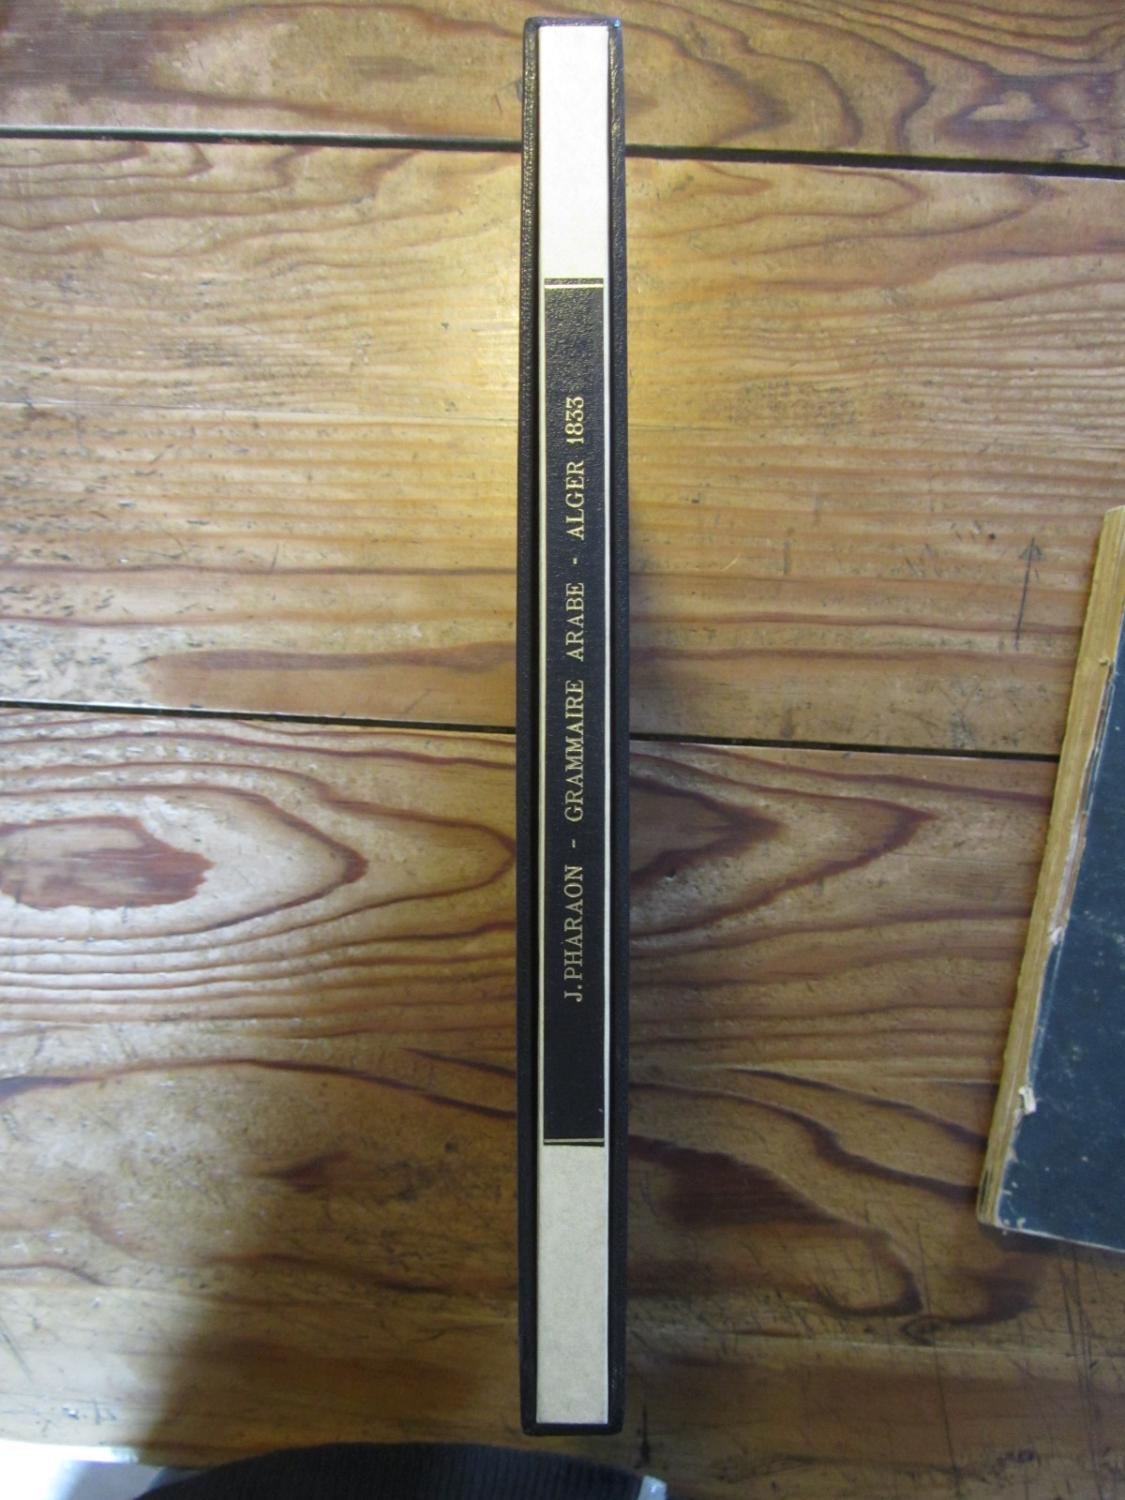 J. PHARAON - GRAMMAIRE ARABE - ALGER 1833